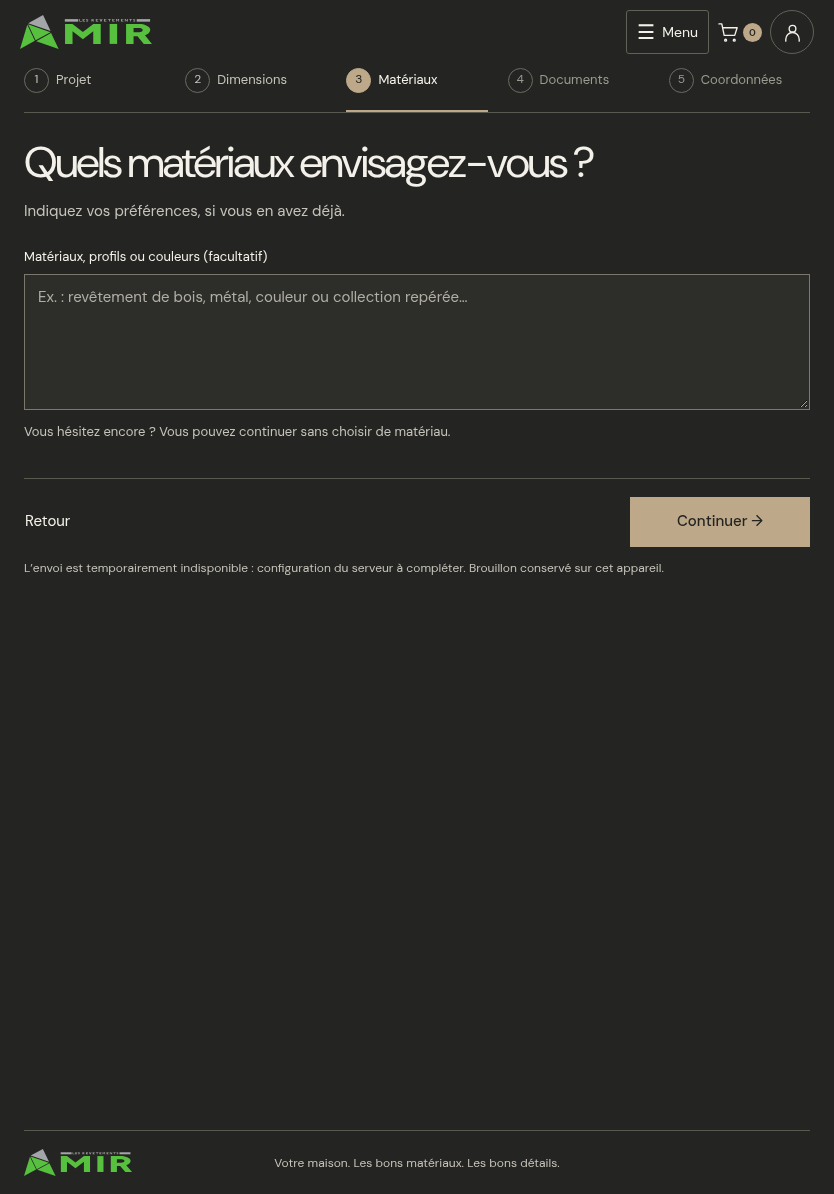 LES REVÊTEMENTS
MIR
Menu
0
1 Projet
2 Dimensions
3 Matériaux
4 Documents
5 Coordonnées
Quels matériaux envisagez-vous ?
Indiquez vos préférences, si vous en avez déjà.
Matériaux, profils ou couleurs (facultatif)
Ex. : revêtement de bois, métal, couleur ou collection repérée…
Vous hésitez encore ? Vous pouvez continuer sans choisir de matériau.
Retour
Continuer →
L’envoi est temporairement indisponible : configuration du serveur à compléter. Brouillon conservé sur cet appareil.
LES REVÊTEMENTS
MIR
Votre maison. Les bons matériaux. Les bons détails.